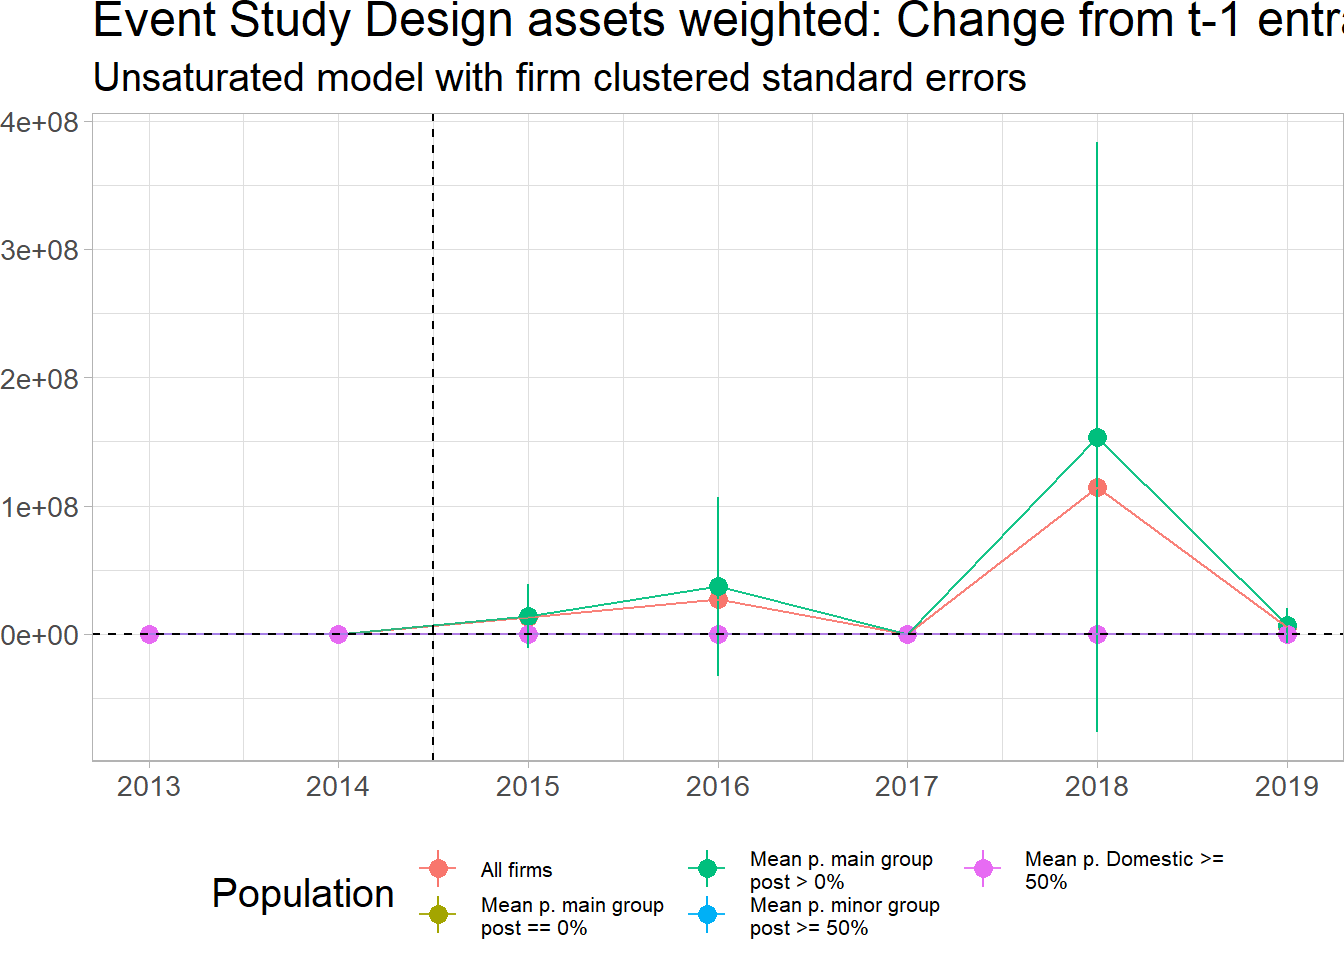 Event Study Design assets weighted: Change from t-1 entra
Unsaturated model with firm clustered standard errors
4e+08
3e+08
2e+08
1e+08
0e+00
2013 2014 2015 2016 2017 2018 2019
Population
All firms
Mean p. main group
post == 0%
Mean p. main group
post > 0%
Mean p. minor group
post >= 50%
Mean p. Domestic >=
50%